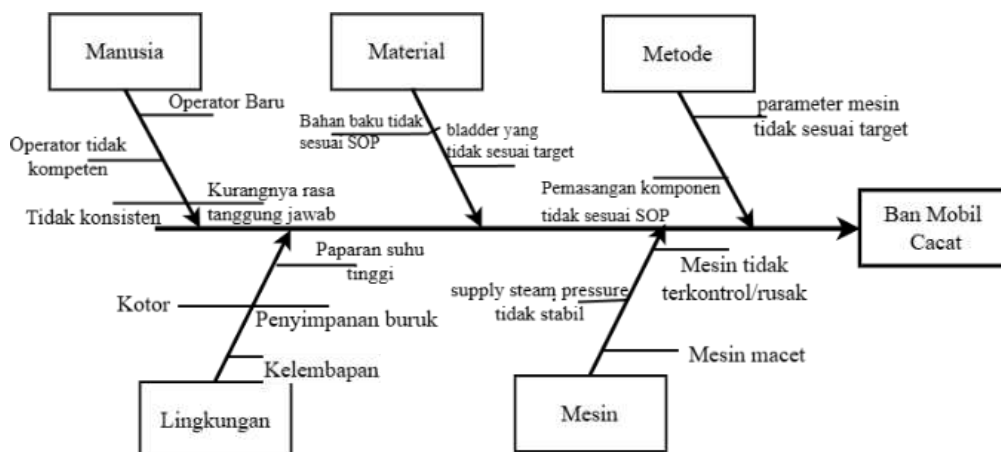 Manusia
Material
Metode
Operator Baru
Bahan baku tidak
sesuai SOP
bladder yang
tidak sesuai target
parameter mesin
tidak sesuai target
Operator tidak
kompeten
Kurangnya rasa
tanggung jawab
Tidak konsisten
Pemasangan komponen
tidak sesuai SOP
Ban Mobil
Cacat
Paparan suhu
tinggi
Kotor
Penyimpanan buruk
Kelembapan
Lingkungan
supply steam pressure
tidak stabil
Mesin tidak
terkontrol/rusak
Mesin macet
Mesin